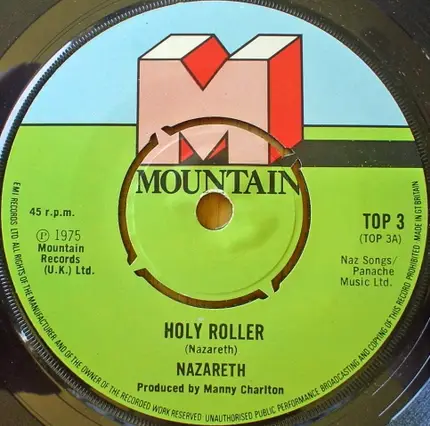 MOUNTAIN
45 r.p.m.
Ⓟ 1975
Mountain
Records
(U.K.) Ltd.
TOP 3
(TOP 3A)
Naz Songs/
Panache
Music Ltd.
HOLY ROLLER
(Nazareth)
NAZARETH
Produced by Manny Charlton
EMI RECORDS LTD. ALL RIGHTS OF THE MANUFACTURER AND OF THE OWNER OF THE RECORDED WORK RESERVED. UNAUTHORISED PUBLIC PERFORMANCE BROADCASTING AND COPYING OF THIS RECORD PROHIBITED · MADE IN GT BRITAIN